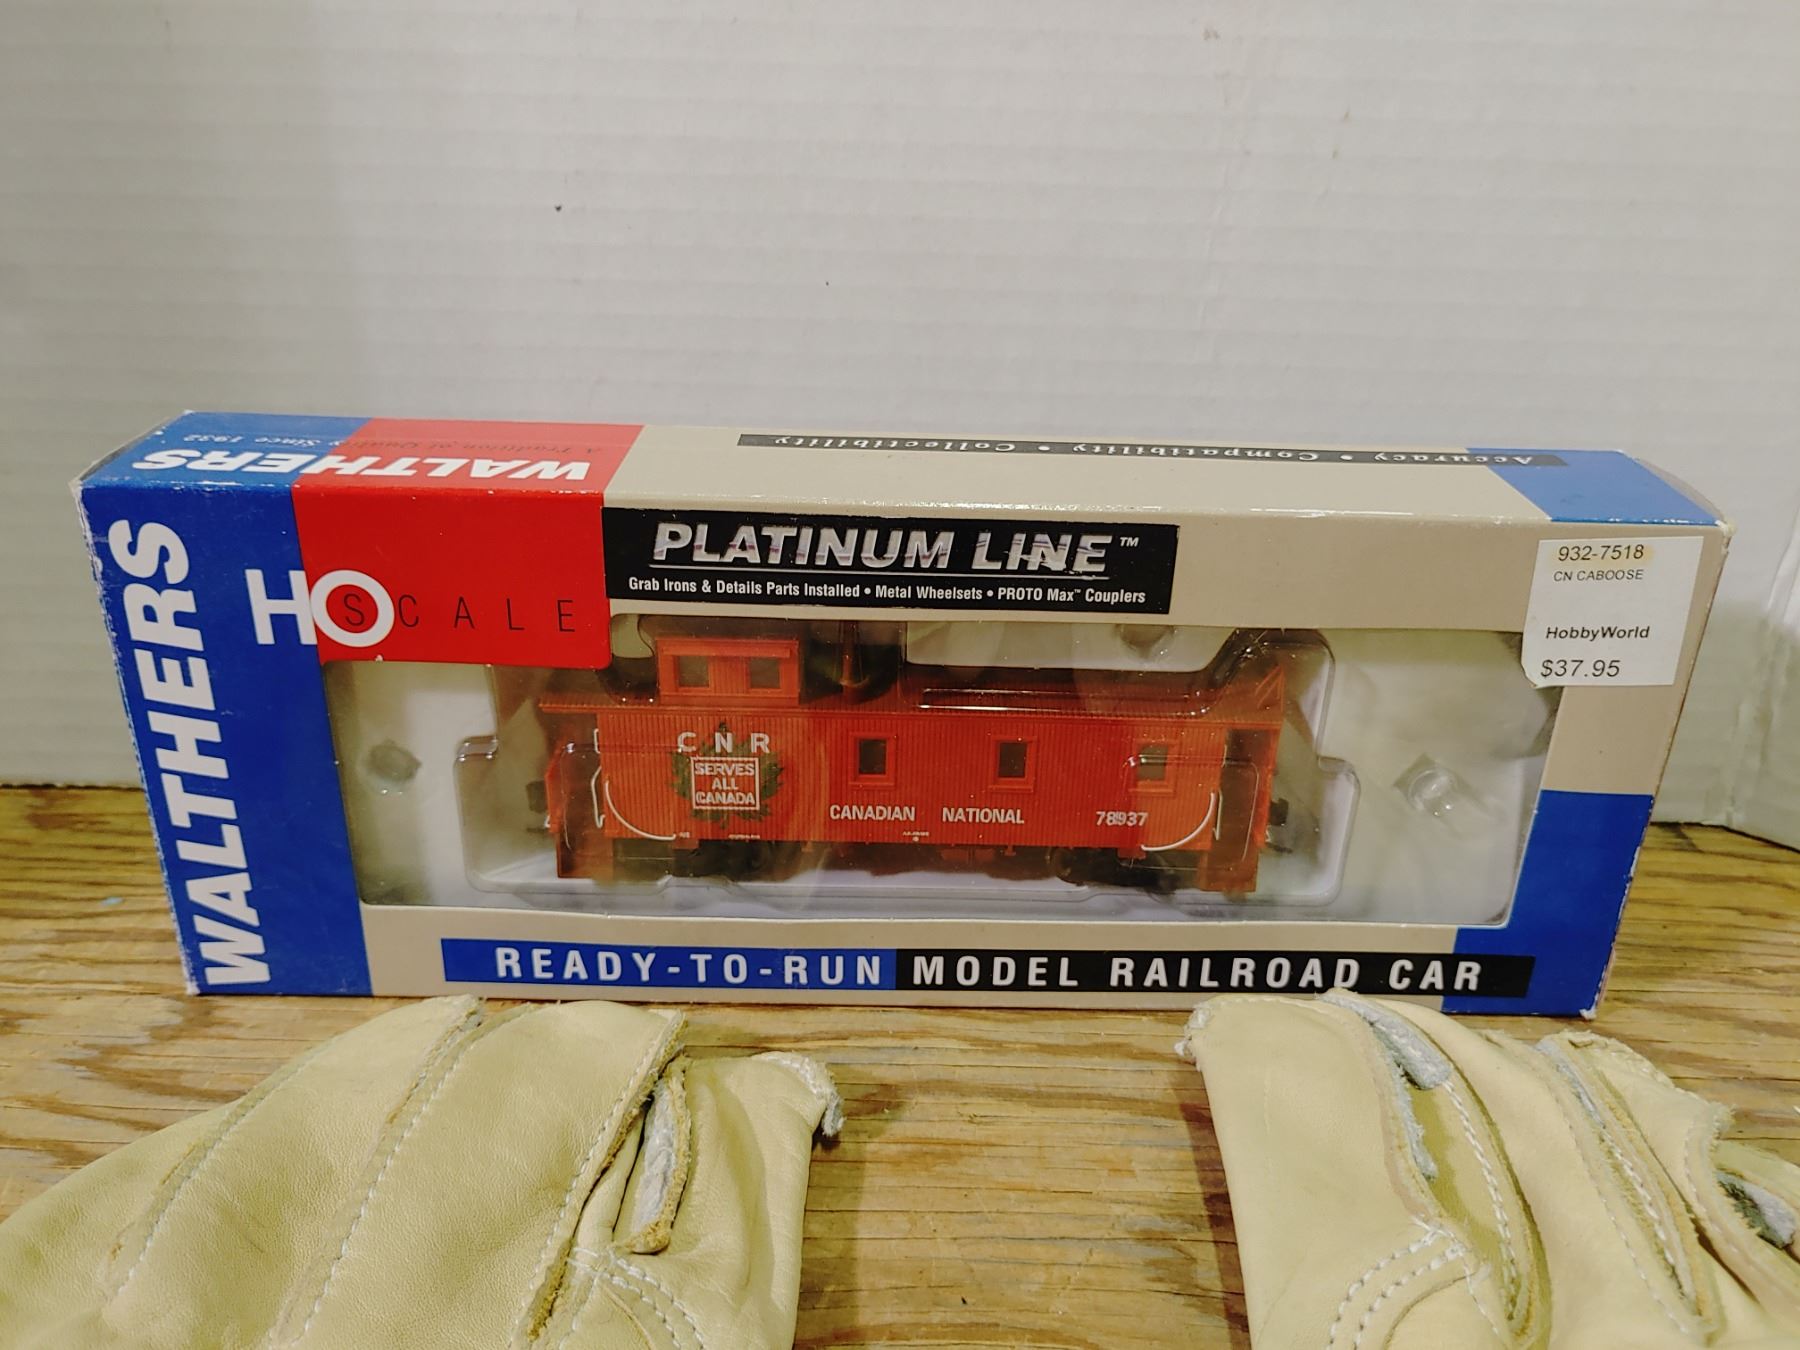 Accuracy • Compatibility • Collectibility
WALTHERS
A Tradition of Quality Since 1932
WALTHERS
HO SCALE
PLATINUM LINE™
Grab Irons & Details Parts Installed • Metal Wheelsets • PROTO Max™ Couplers
932-7518
CN CABOOSE
HobbyWorld
$37.95
CNR
SERVES
ALL
CANADA
CANADIAN NATIONAL 78937
READY-TO-RUN MODEL RAILROAD CAR